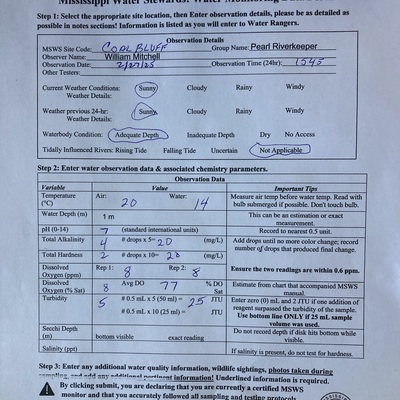 Mississippi Water Stewards: Water Monitoring
Step 1: Select the appropriate site location, then Enter observation details, please be as detailed as
possible in notes sections! Information is listed as you will enter to Water Rangers.
Observation Details
MSWS Site Code: COAL BLUFF Group Name: Pearl Riverkeeper
Observer Name: William Mitchell
Observation Date: 2/27/25 Observation Time (24hr): 1545
Other Testers:
Current Weather Conditions: Sunny Cloudy Rainy Windy
Weather Details:
Weather previous 24-hr: Sunny Cloudy Rainy Windy
Weather Details:
Waterbody Condition: Adequate Depth Inadequate Depth Dry No Access
Tidally Influenced Rivers: Rising Tide Falling Tide Uncertain Not Applicable
Step 2: Enter water observation data & associated chemistry parameters.
Observation Data
Variable Value Important Tips
Temperature (°C) Air: 20 Water: 14 Measure air temp before water temp. Read with bulb submerged if possible. Don't touch bulb.
Water Depth (m) 1 m This can be an estimation or exact measurement.
pH (0-14) 7 (standard international units) Record to nearest 0.5 unit.
Total Alkalinity 4 # drops x 5= 20 (mg/L) Add drops until no more color change; record number of drops that produced final change.
Total Hardness 2 # drops x 10= 20 (mg/L)
Dissolved Oxygen (ppm) Rep 1: 8 Rep 2: 8 Ensure the two readings are within 0.6 ppm.
Dissolved Oxygen (% Sat) 8 Avg DO 77 % DO Sat Estimate from chart that accompanied MSWS manual.
Turbidity 5 # 0.5 mL x 5 (50 ml) = 25 JTU Enter zero (0) mL and 2 JTU if one addition of reagent surpassed the turbidity of the sample.
# 0.5 mL x 10 (25 ml) = JTU Use bottom line ONLY if 25 mL sample volume was used.
Secchi Depth (m) bottom visible exact reading Do not record depth if disk hits bottom while visible.
Salinity (ppt) If salinity is present, do not test for hardness.
Step 3: Enter any additional water quality information, wildlife sightings, photos taken during
sampling, and add any additional pertinent information! Underlined information is required.
By clicking submit, you are declaring that you are currently a certified MSWS
monitor and that you accurately followed all sampling and testing protocols